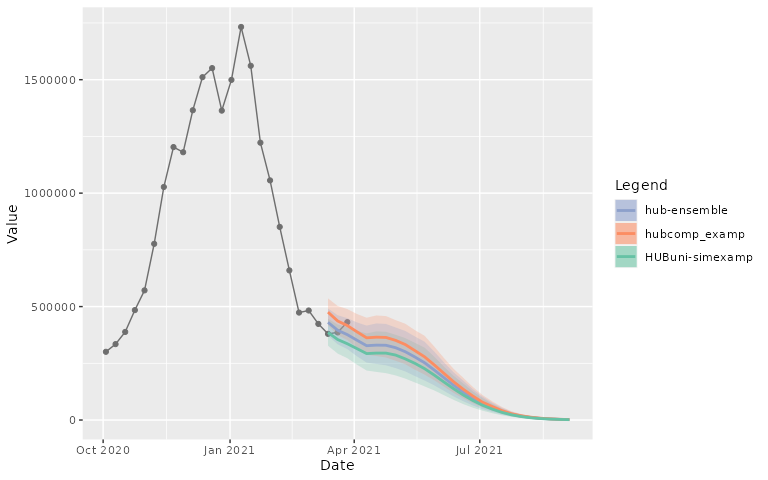 1500000
1000000
500000
0
Value
Oct 2020
Jan 2021
Apr 2021
Jul 2021
Date
Legend
hub-ensemble
hubcomp_examp
HUBuni-simexamp